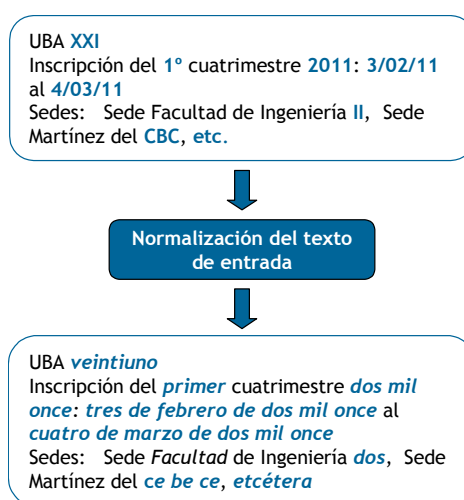 UBA XXI
Inscripción del 1º cuatrimestre 2011: 3/02/11
al 4/03/11
Sedes: Sede Facultad de Ingeniería II, Sede
Martínez del CBC, etc.
Normalización del texto
de entrada
UBA veintiuno
Inscripción del primer cuatrimestre dos mil
once: tres de febrero de dos mil once al
cuatro de marzo de dos mil once
Sedes: Sede Facultad de Ingeniería dos, Sede
Martínez del ce be ce, etcétera